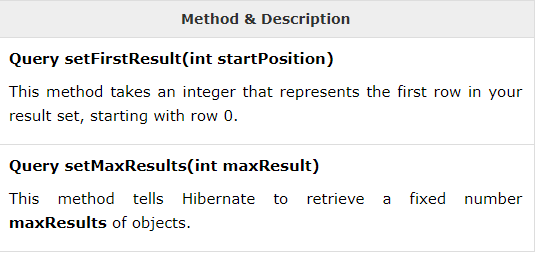 Method & Description
Query setFirstResult(int startPosition)
This method takes an integer that represents the first row in your
result set, starting with row 0.
Query setMaxResults(int maxResult)
This method tells Hibernate to retrieve a fixed number
maxResults of objects.